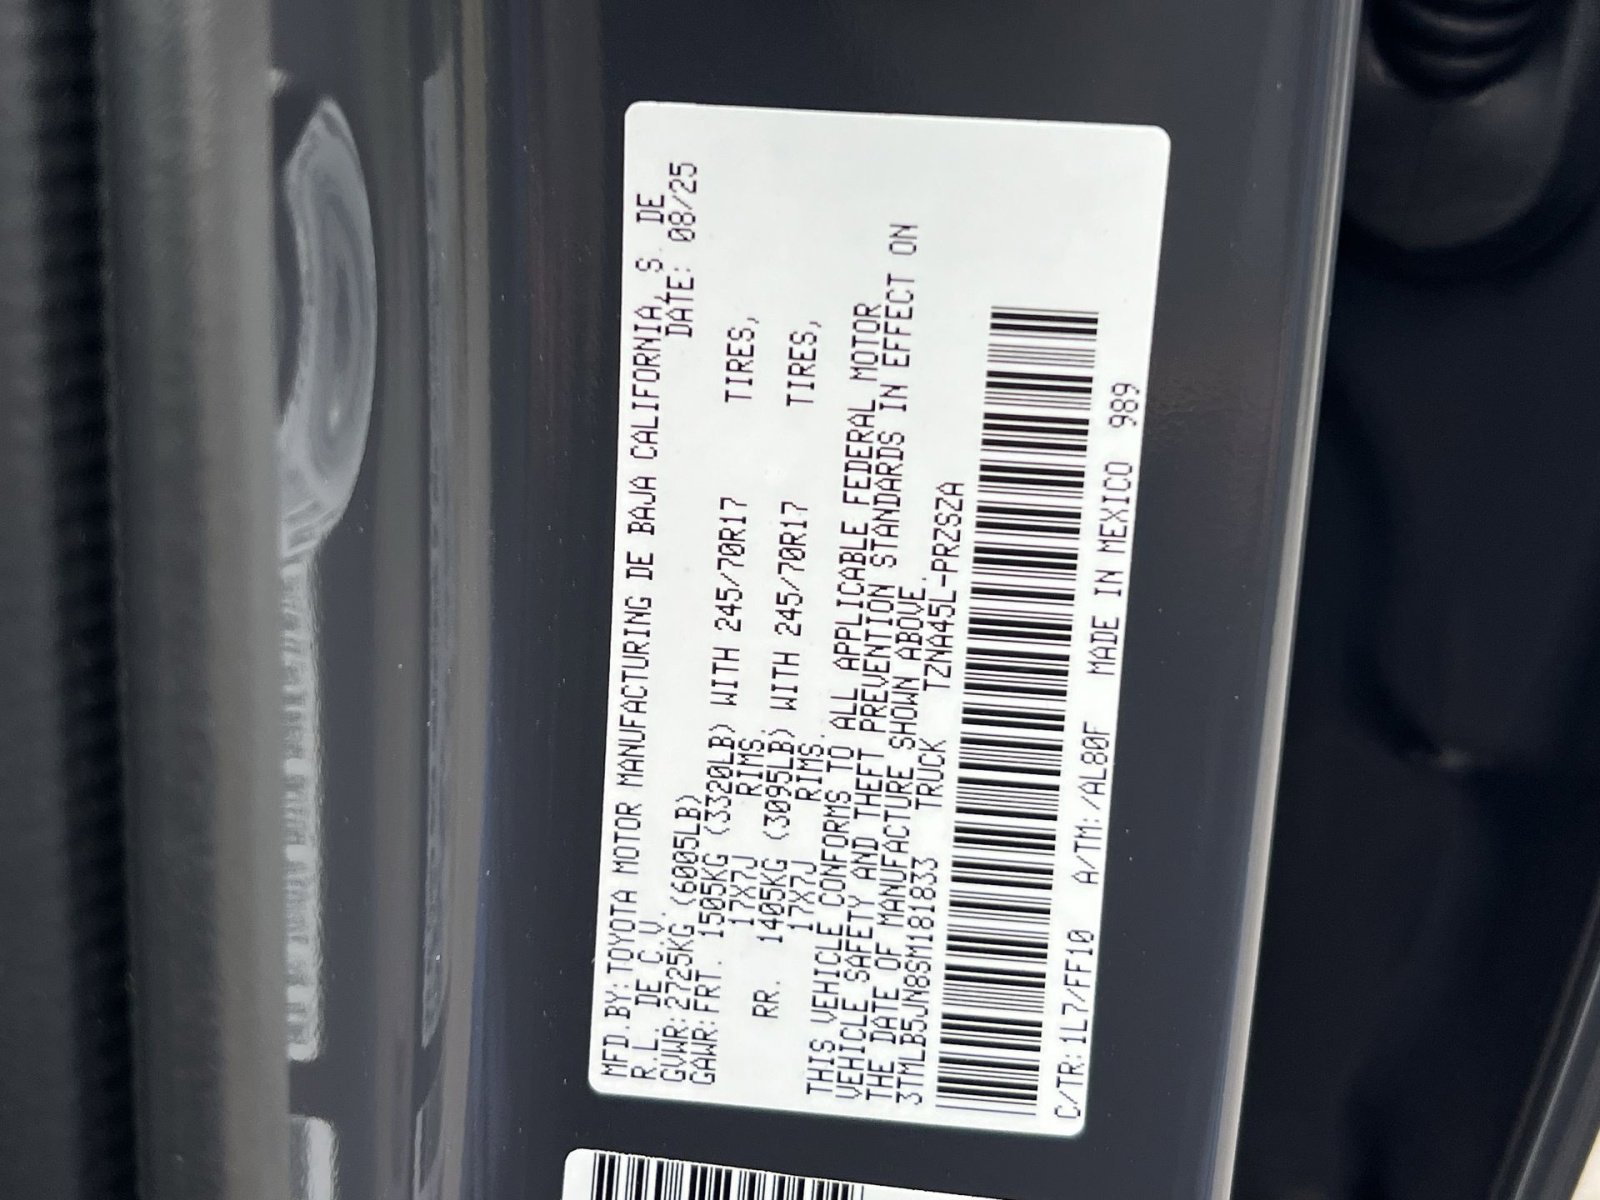 MFD.BY:TOYOTA MOTOR MANUFACTURING DE BAJA CALIFORNIA,S. DE
R.L. DE C.V. DATE: 08/25
GVWR:2725KG (6005LB)
GAWR:FRT. 1505KG (3320LB) WITH 245/70R17 TIRES,
17X7J RIMS.
RR. 1405KG (3095LB) WITH 245/70R17 TIRES,
17X7J RIMS.
THIS VEHICLE CONFORMS TO ALL APPLICABLE FEDERAL MOTOR
VEHICLE SAFETY AND THEFT PREVENTION STANDARDS IN EFFECT ON
THE DATE OF MANUFACTURE SHOWN ABOVE.
3TMLB5JN8SM181833 TRUCK TZNA45L-PRZSZA
C/TR:1L7/FF10 A/TM:/AL80F MADE IN MEXICO 989